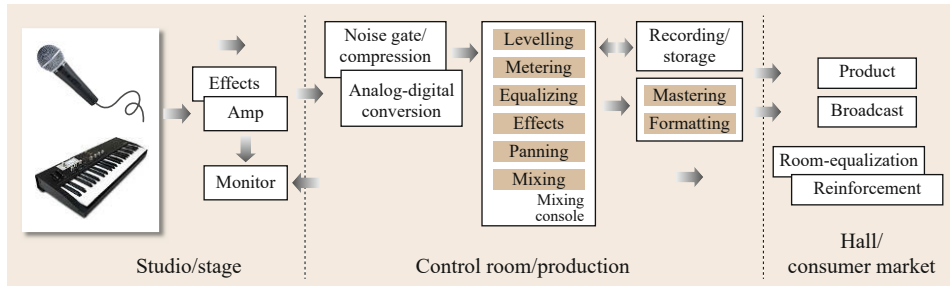 Effects
Amp
Monitor
Studio/stage
Noise gate/
compression
Analog-digital
conversion
Levelling
Metering
Equalizing
Effects
Panning
Mixing
Mixing
console
Recording/
storage
Mastering
Formatting
Control room/production
Product
Broadcast
Room-equalization
Reinforcement
Hall/
consumer market